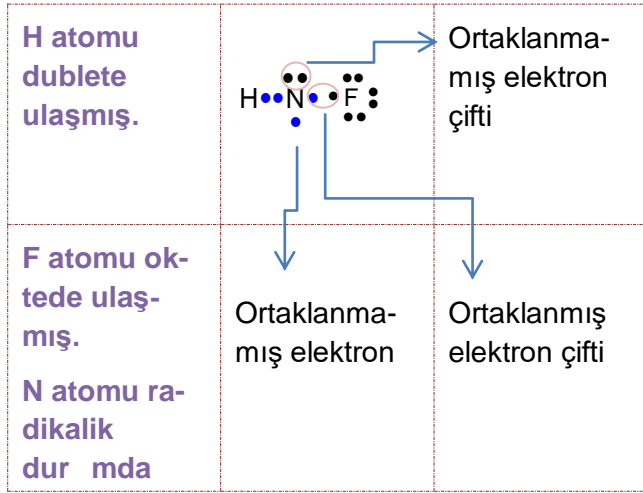 H atomu
dublete
ulaşmış.
H N F
Ortaklanma-
mış elektron
çifti
F atomu ok-
tede ulaş-
mış.
N atomu ra-
dikalik
dur mda
Ortaklanma-
mış elektron
Ortaklanmış
elektron çifti